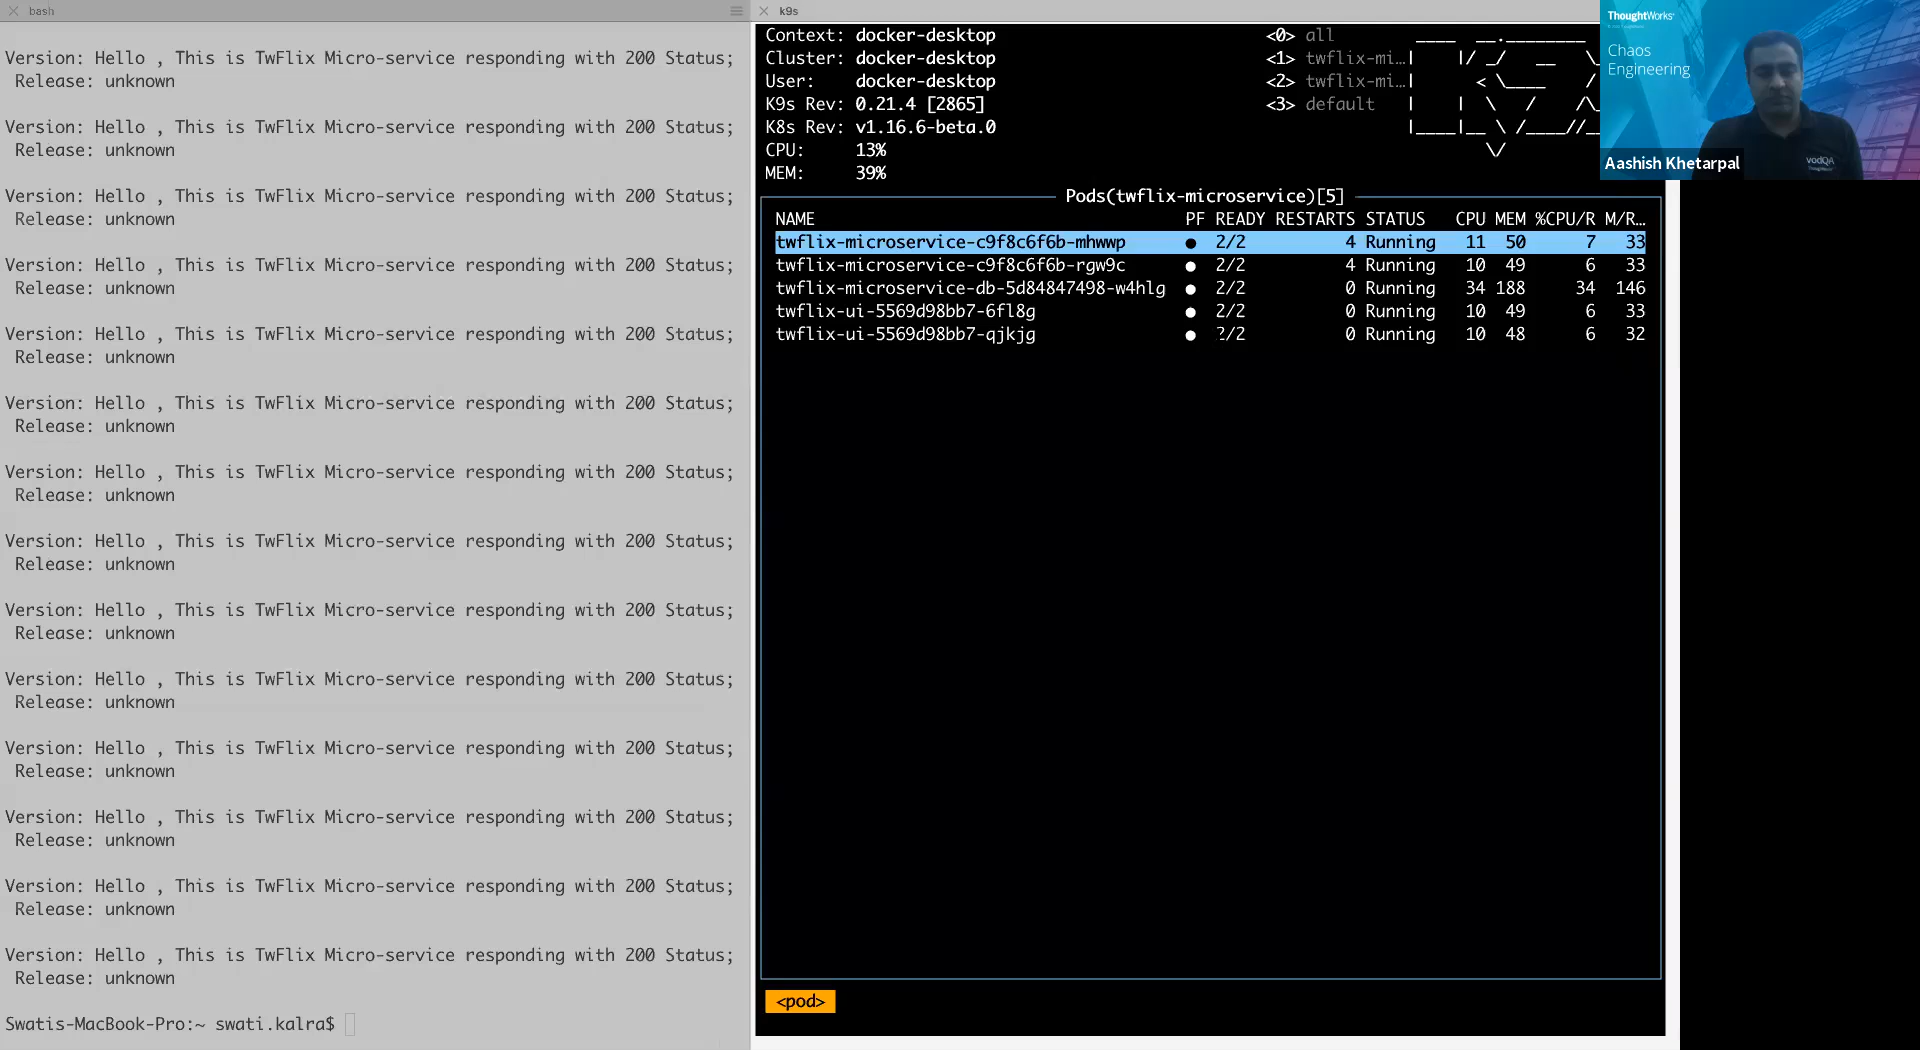 bash
Version: Hello , This is TwFlix Micro-service responding with 200 Status;
Release: unknown
Version: Hello , This is TwFlix Micro-service responding with 200 Status;
Release: unknown
Version: Hello , This is TwFlix Micro-service responding with 200 Status;
Release: unknown
Version: Hello , This is TwFlix Micro-service responding with 200 Status;
Release: unknown
Version: Hello , This is TwFlix Micro-service responding with 200 Status;
Release: unknown
Version: Hello , This is TwFlix Micro-service responding with 200 Status;
Release: unknown
Version: Hello , This is TwFlix Micro-service responding with 200 Status;
Release: unknown
Version: Hello , This is TwFlix Micro-service responding with 200 Status;
Release: unknown
Version: Hello , This is TwFlix Micro-service responding with 200 Status;
Release: unknown
Version: Hello , This is TwFlix Micro-service responding with 200 Status;
Release: unknown
Version: Hello , This is TwFlix Micro-service responding with 200 Status;
Release: unknown
Version: Hello , This is TwFlix Micro-service responding with 200 Status;
Release: unknown
Version: Hello , This is TwFlix Micro-service responding with 200 Status;
Release: unknown
Version: Hello , This is TwFlix Micro-service responding with 200 Status;
Release: unknown
Swatis-MacBook-Pro:~ swati.kalra$
k9s
Context: docker-desktop <0> all
Cluster: docker-desktop <1> twflix-mi…
User: docker-desktop <2> twflix-mi…
K9s Rev: 0.21.4 [2865] <3> default
K8s Rev: v1.16.6-beta.0
CPU: 13%
MEM: 39%
Pods(twflix-microservice)[5]
NAME PF READY RESTARTS STATUS CPU MEM %CPU/R M/R…
twflix-microservice-c9f8c6f6b-mhwwp ● 2/2 4 Running 11 50 7 33
twflix-microservice-c9f8c6f6b-rgw9c ● 2/2 4 Running 10 49 6 33
twflix-microservice-db-5d84847498-w4hlg ● 2/2 0 Running 34 188 34 146
twflix-ui-5569d98bb7-6fl8g ● 2/2 0 Running 10 49 6 33
twflix-ui-5569d98bb7-qjkjg ● 2/2 0 Running 10 48 6 32
<pod>
ThoughtWorks
Chaos
Engineering
vodQA
Aashish Khetarpal